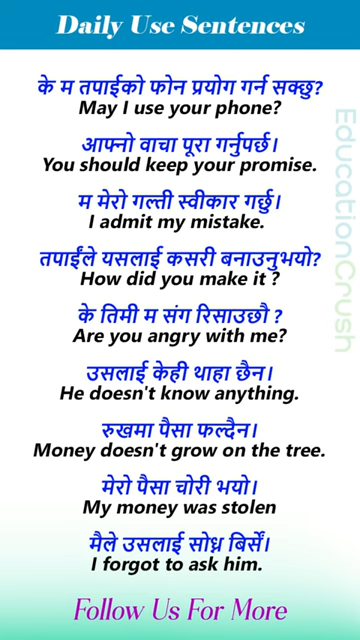 Daily Use Sentences
के म तपाईको फोन प्रयोग गर्न सक्छु?
May I use your phone?
आफ्नो वाचा पूरा गर्नुपर्छ।
You should keep your promise.
म मेरो गल्ती स्वीकार गर्छु।
I admit my mistake.
तपाईंले यसलाई कसरी बनाउनुभयो?
How did you make it ?
के तिमी म संग रिसाउछौ ?
Are you angry with me?
उसलाई केही थाहा छैन।
He doesn't know anything.
रुखमा पैसा फल्दैन।
Money doesn't grow on the tree.
मेरो पैसा चोरी भयो।
My money was stolen
मैले उसलाई सोध्न बिर्सें।
I forgot to ask him.
Follow Us For More
EducationCrush